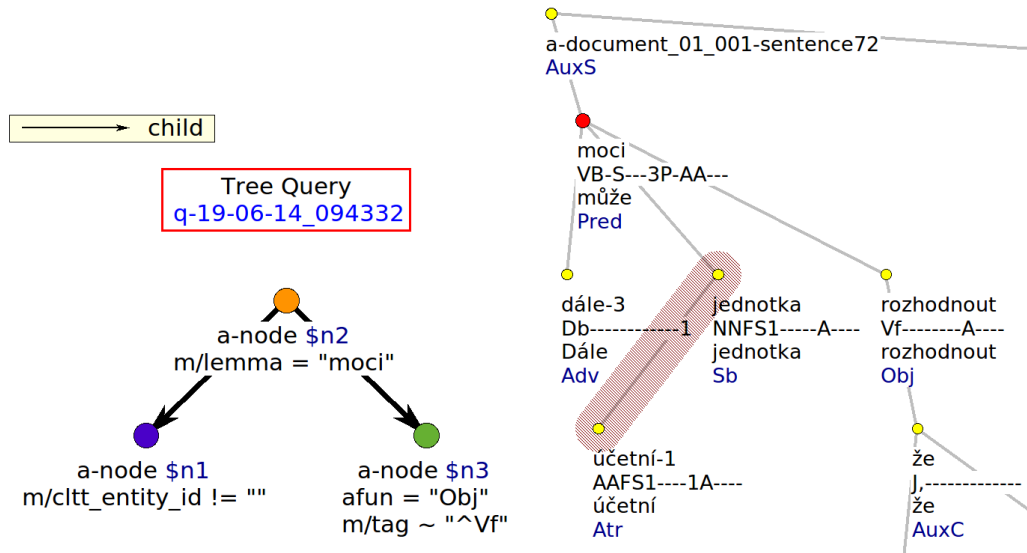 child
Tree Query
q-19-06-14_094332
a-node $n2
m/lemma = "moci"
a-node $n1
m/cltt_entity_id != ""
a-node $n3
afun = "Obj"
m/tag ~ "^Vf"
a-document_01_001-sentence72
AuxS
moci
VB-S---3P-AA---
může
Pred
dále-3
Db-------------1
Dále
Adv
jednotka
NNFS1-----A----
jednotka
Sb
rozhodnout
Vf--------A----
rozhodnout
Obj
účetní-1
AAFS1----1A----
účetní
Atr
že
J,-------------
že
AuxC